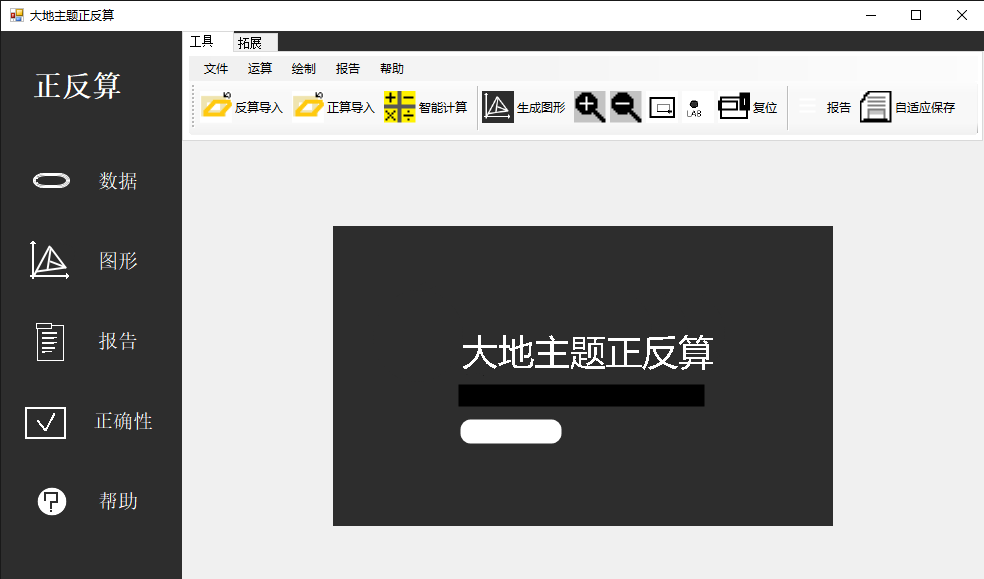 大地主题正反算
正反算
数据
图形
报告
正确性
帮助
工具 拓展
文件 运算 绘制 报告 帮助
反算导入 正算导入 智能计算 生成图形 LAB 复位 报告 自适应保存
大地主题正反算